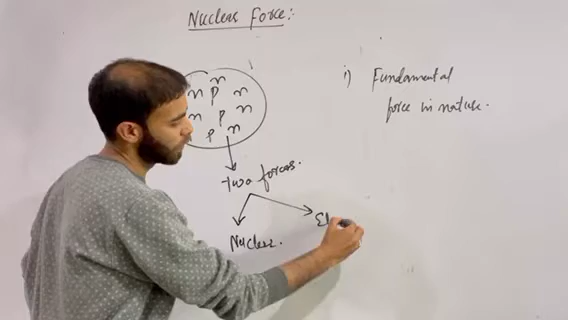 Nuclear Force:-
n
n P n
n P n
P n
i) Fundamental
force in nature.
two forces.
Nuclear.
El